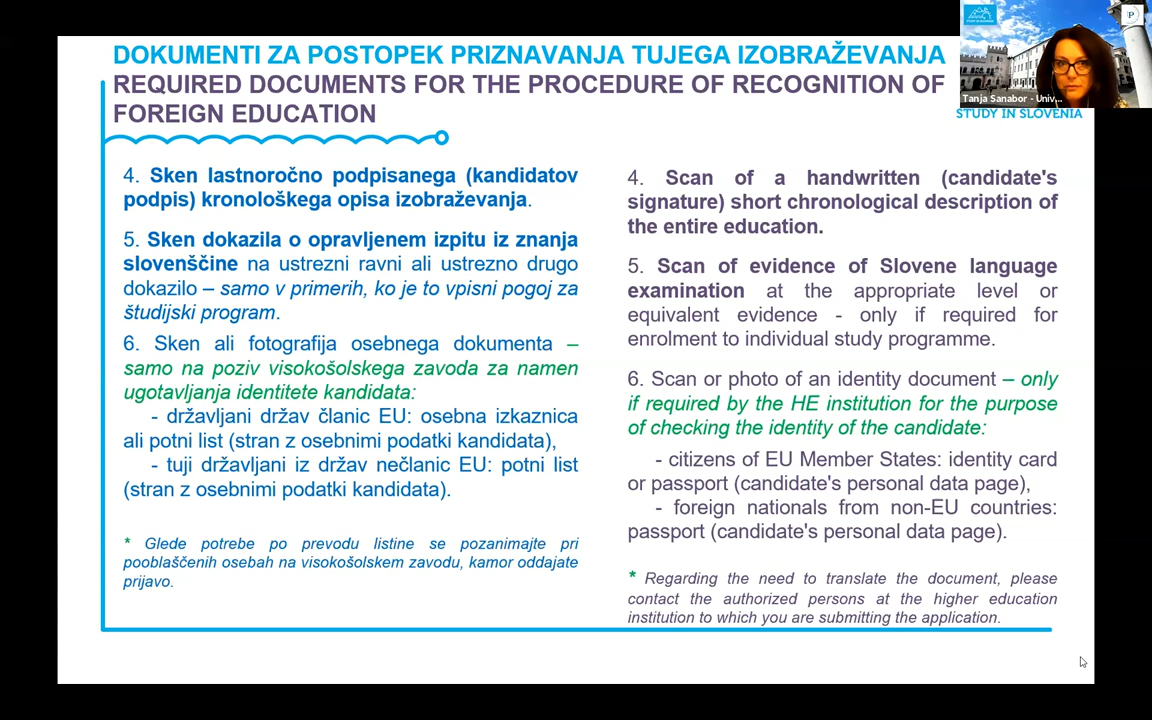 DOKUMENTI ZA POSTOPEK PRIZNAVANJA TUJEGA IZOBRAŽEVANJA
REQUIRED DOCUMENTS FOR THE PROCEDURE OF RECOGNITION OF
FOREIGN EDUCATION
4. Sken lastnoročno podpisanega (kandidatov
podpis) kronološkega opisa izobraževanja.
5. Sken dokazila o opravljenem izpitu iz znanja
slovenščine na ustrezni ravni ali ustrezno drugo
dokazilo – samo v primerih, ko je to vpisni pogoj za
študijski program.
6. Sken ali fotografija osebnega dokumenta –
samo na poziv visokošolskega zavoda za namen
ugotavljanja identitete kandidata:
- državljani držav članic EU: osebna izkaznica
ali potni list (stran z osebnimi podatki kandidata),
- tuji državljani iz držav nečlanic EU: potni list
(stran z osebnimi podatki kandidata).
* Glede potrebe po prevodu listine se pozanimajte pri
pooblaščenih osebah na visokošolskem zavodu, kamor oddajate
prijavo.
4. Scan of a handwritten (candidate's
signature) short chronological description of
the entire education.
5. Scan of evidence of Slovene language
examination at the appropriate level or
equivalent evidence - only if required for
enrolment to individual study programme.
6. Scan or photo of an identity document – only
if required by the HE institution for the purpose
of checking the identity of the candidate:
- citizens of EU Member States: identity card
or passport (candidate's personal data page),
- foreign nationals from non-EU countries:
passport (candidate's personal data page).
* Regarding the need to translate the document, please
contact the authorized persons at the higher education
institution to which you are submitting the application.
Tanja Sanabor - Univ...
STUDY IN SLOVENIA